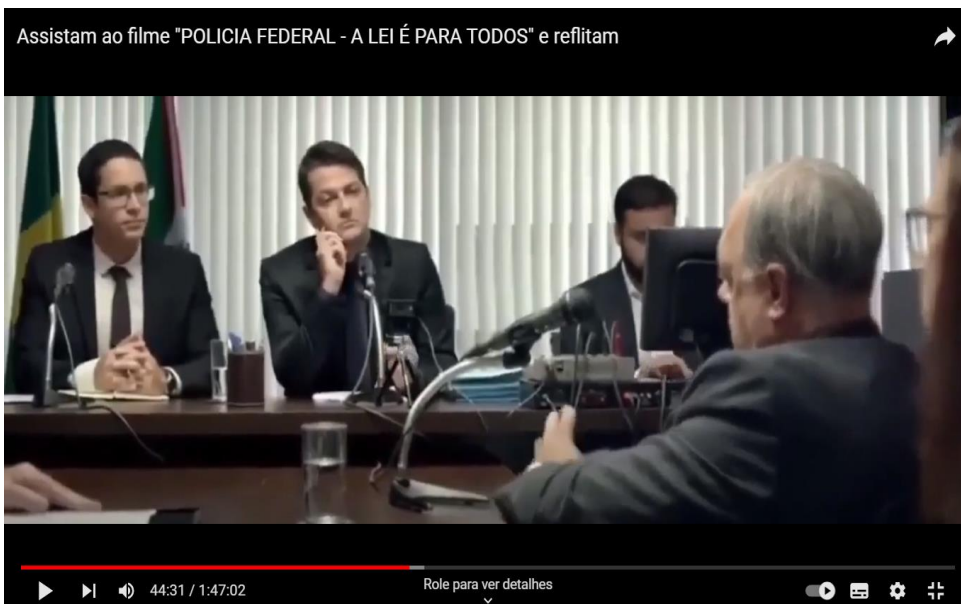 Assistam ao filme "POLICIA FEDERAL - A LEI É PARA TODOS" e reflitam
44:31 / 1:47:02
Role para ver detalhes